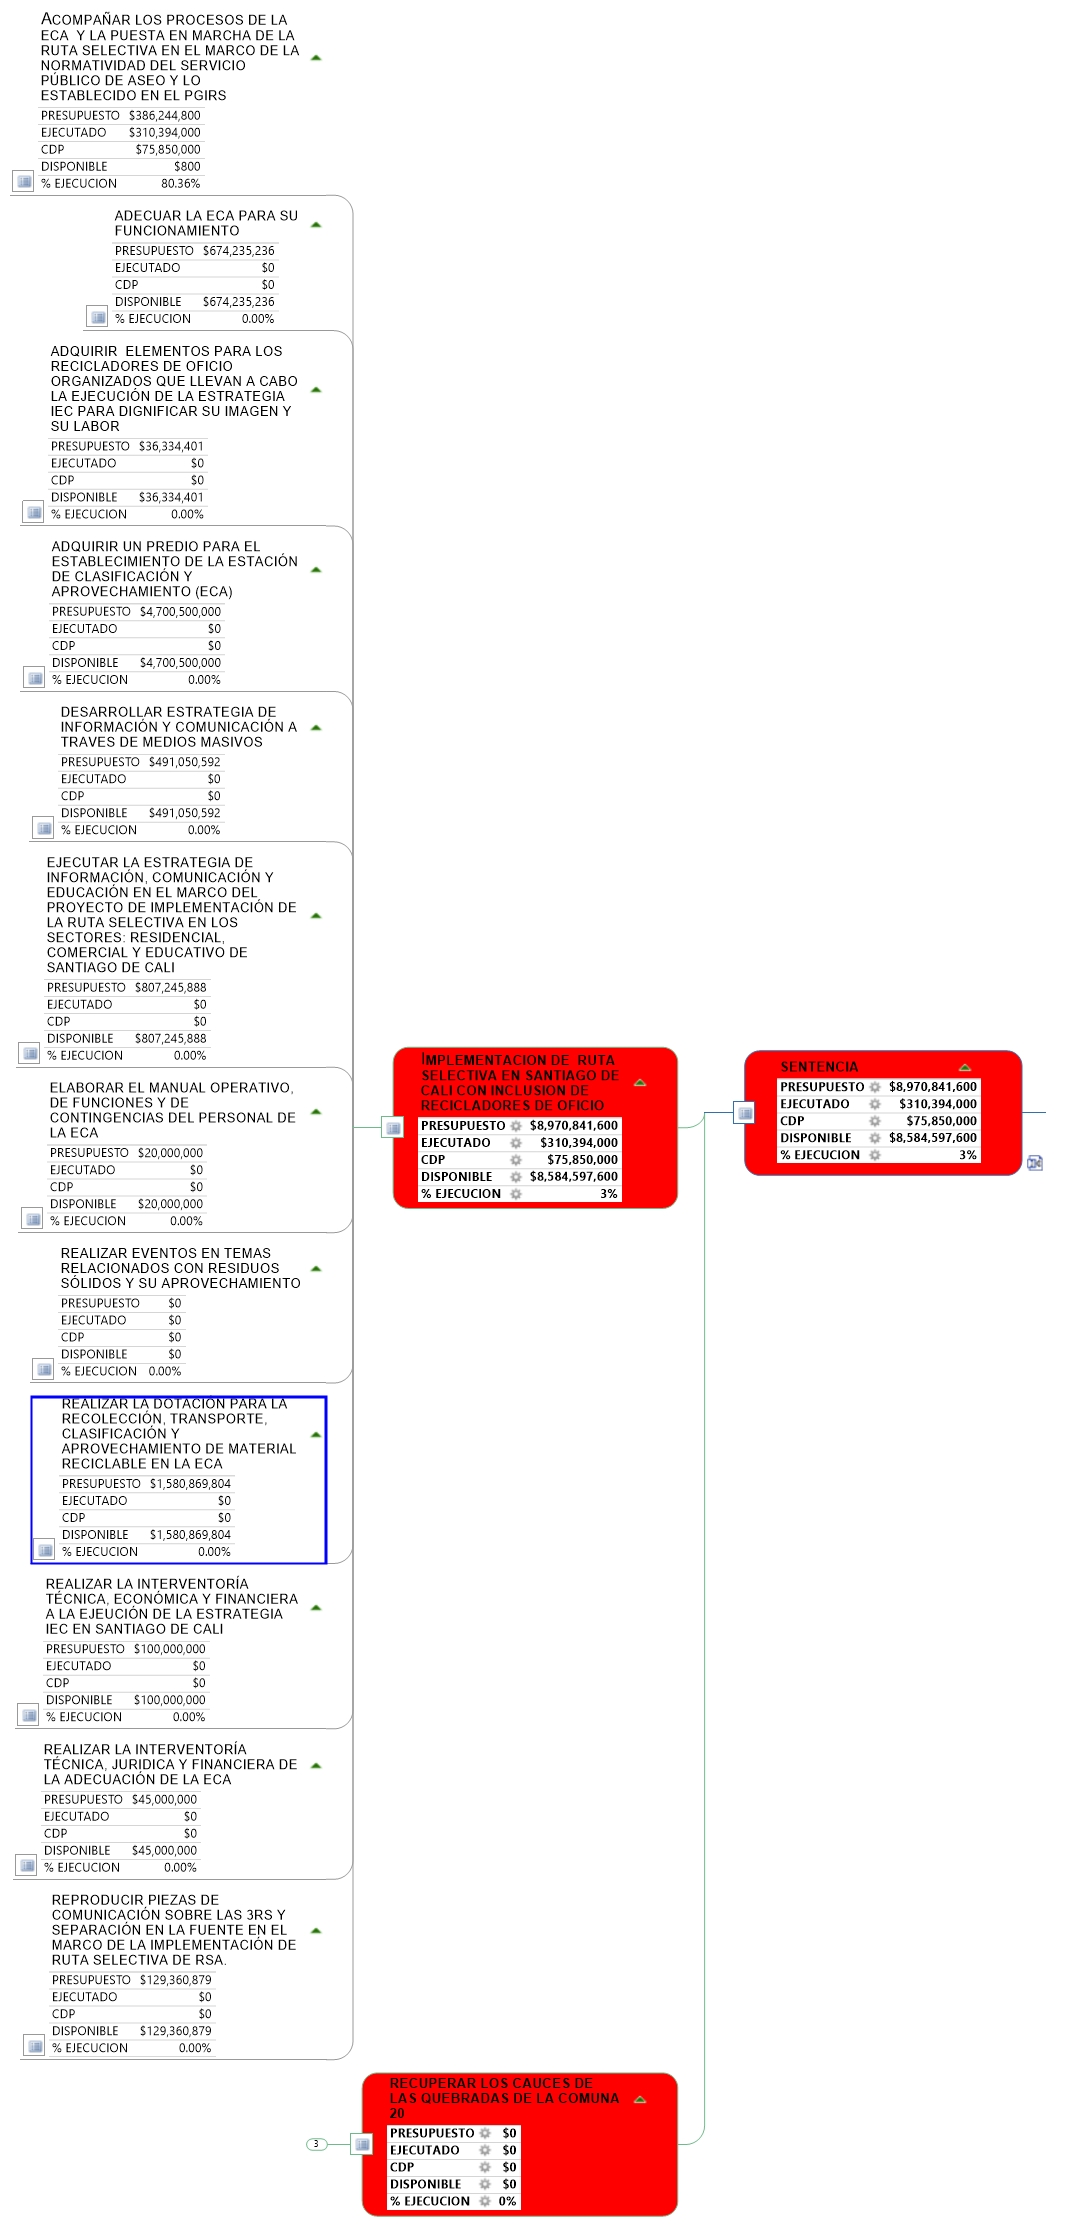 ACOMPAÑAR LOS PROCESOS DE LA
ECA Y LA PUESTA EN MARCHA DE LA
RUTA SELECTIVA EN EL MARCO DE LA
NORMATIVIDAD DEL SERVICIO
PÚBLICO DE ASEO Y LO
ESTABLECIDO EN EL PGIRS
PRESUPUESTO $386,244,800
EJECUTADO $310,394,000
CDP $75,850,000
DISPONIBLE $800
% EJECUCION 80.36%
ADECUAR LA ECA PARA SU
FUNCIONAMIENTO
PRESUPUESTO $674,235,236
EJECUTADO $0
CDP $0
DISPONIBLE $674,235,236
% EJECUCION 0.00%
ADQUIRIR ELEMENTOS PARA LOS
RECICLADORES DE OFICIO
ORGANIZADOS QUE LLEVAN A CABO
LA EJECUCIÓN DE LA ESTRATEGIA
IEC PARA DIGNIFICAR SU IMAGEN Y
SU LABOR
PRESUPUESTO $36,334,401
EJECUTADO $0
CDP $0
DISPONIBLE $36,334,401
% EJECUCION 0.00%
ADQUIRIR UN PREDIO PARA EL
ESTABLECIMIENTO DE LA ESTACIÓN
DE CLASIFICACIÓN Y
APROVECHAMIENTO (ECA)
PRESUPUESTO $4,700,500,000
EJECUTADO $0
CDP $0
DISPONIBLE $4,700,500,000
% EJECUCION 0.00%
DESARROLLAR ESTRATEGIA DE
INFORMACIÓN Y COMUNICACIÓN A
TRAVES DE MEDIOS MASIVOS
PRESUPUESTO $491,050,592
EJECUTADO $0
CDP $0
DISPONIBLE $491,050,592
% EJECUCION 0.00%
EJECUTAR LA ESTRATEGIA DE
INFORMACIÓN, COMUNICACIÓN Y
EDUCACIÓN EN EL MARCO DEL
PROYECTO DE IMPLEMENTACIÓN DE
LA RUTA SELECTIVA EN LOS
SECTORES: RESIDENCIAL,
COMERCIAL Y EDUCATIVO DE
SANTIAGO DE CALI
PRESUPUESTO $807,245,888
EJECUTADO $0
CDP $0
DISPONIBLE $807,245,888
% EJECUCION 0.00%
ELABORAR EL MANUAL OPERATIVO,
DE FUNCIONES Y DE
CONTINGENCIAS DEL PERSONAL DE
LA ECA
PRESUPUESTO $20,000,000
EJECUTADO $0
CDP $0
DISPONIBLE $20,000,000
% EJECUCION 0.00%
REALIZAR EVENTOS EN TEMAS
RELACIONADOS CON RESIDUOS
SÓLIDOS Y SU APROVECHAMIENTO
PRESUPUESTO $0
EJECUTADO $0
CDP $0
DISPONIBLE $0
% EJECUCION 0.00%
REALIZAR LA DOTACIÓN PARA LA
RECOLECCIÓN, TRANSPORTE,
CLASIFICACIÓN Y
APROVECHAMIENTO DE MATERIAL
RECICLABLE EN LA ECA
PRESUPUESTO $1,580,869,804
EJECUTADO $0
CDP $0
DISPONIBLE $1,580,869,804
% EJECUCION 0.00%
REALIZAR LA INTERVENTORÍA
TÉCNICA, ECONÓMICA Y FINANCIERA
A LA EJEUCIÓN DE LA ESTRATEGIA
IEC EN SANTIAGO DE CALI
PRESUPUESTO $100,000,000
EJECUTADO $0
CDP $0
DISPONIBLE $100,000,000
% EJECUCION 0.00%
REALIZAR LA INTERVENTORÍA
TÉCNICA, JURIDICA Y FINANCIERA DE
LA ADECUACIÓN DE LA ECA
PRESUPUESTO $45,000,000
EJECUTADO $0
CDP $0
DISPONIBLE $45,000,000
% EJECUCION 0.00%
REPRODUCIR PIEZAS DE
COMUNICACIÓN SOBRE LAS 3RS Y
SEPARACIÓN EN LA FUENTE EN EL
MARCO DE LA IMPLEMENTACIÓN DE
RUTA SELECTIVA DE RSA.
PRESUPUESTO $129,360,879
EJECUTADO $0
CDP $0
DISPONIBLE $129,360,879
% EJECUCION 0.00%
IMPLEMENTACION DE RUTA
SELECTIVA EN SANTIAGO DE
CALI CON INCLUSION DE
RECICLADORES DE OFICIO
PRESUPUESTO $8,970,841,600
EJECUTADO $310,394,000
CDP $75,850,000
DISPONIBLE $8,584,597,600
% EJECUCION 3%
SENTENCIA
PRESUPUESTO $8,970,841,600
EJECUTADO $310,394,000
CDP $75,850,000
DISPONIBLE $8,584,597,600
% EJECUCION 3%
RECUPERAR LOS CAUCES DE
LAS QUEBRADAS DE LA COMUNA
20
PRESUPUESTO $0
EJECUTADO $0
CDP $0
DISPONIBLE $0
% EJECUCION 0%
3